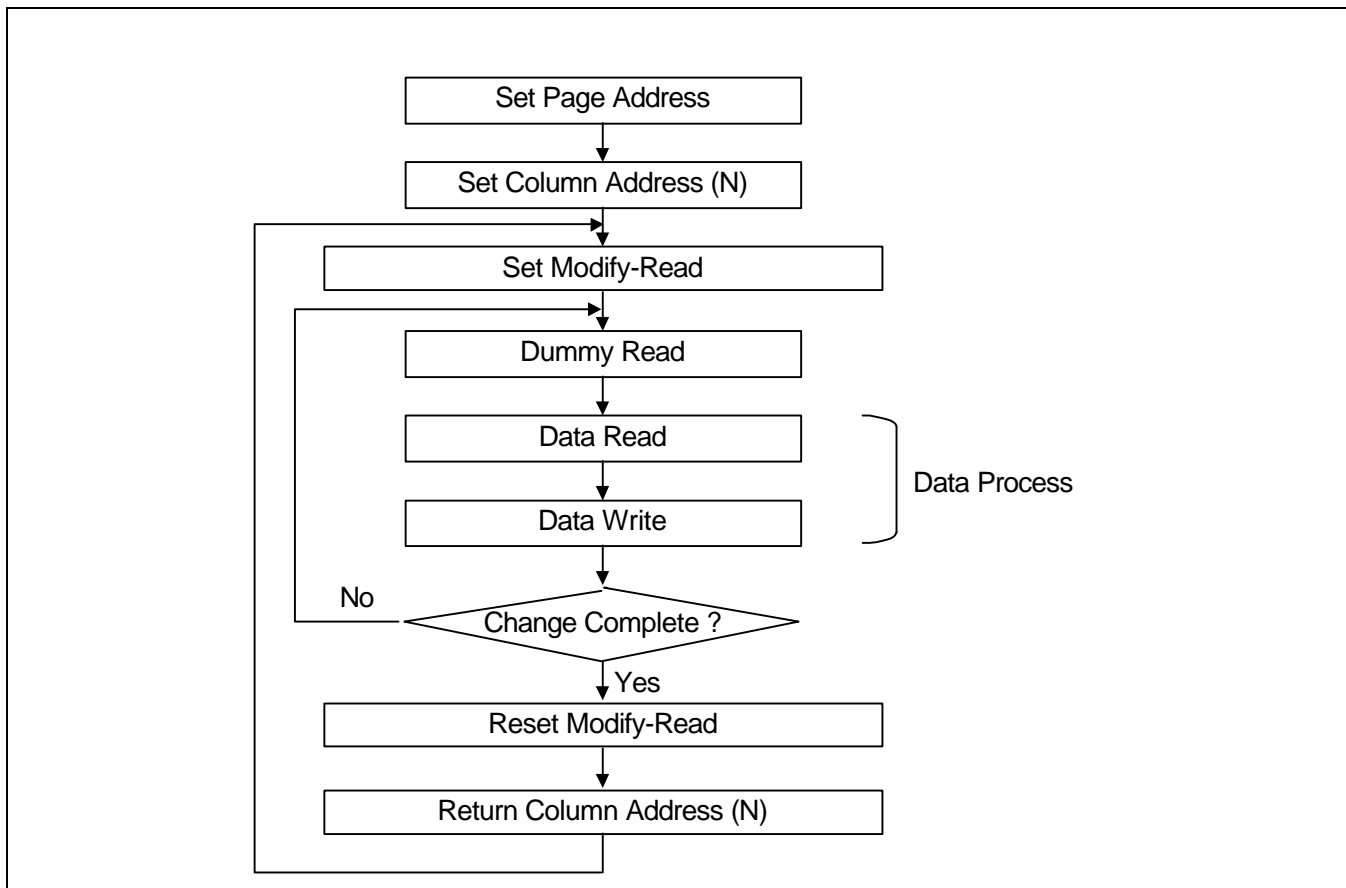 Set Page Address
Set Column Address (N)
Set Modify-Read
Dummy Read
Data Read
Data Process
Data Write
No
Change Complete ?
Yes
Reset Modify-Read
Return Column Address (N)